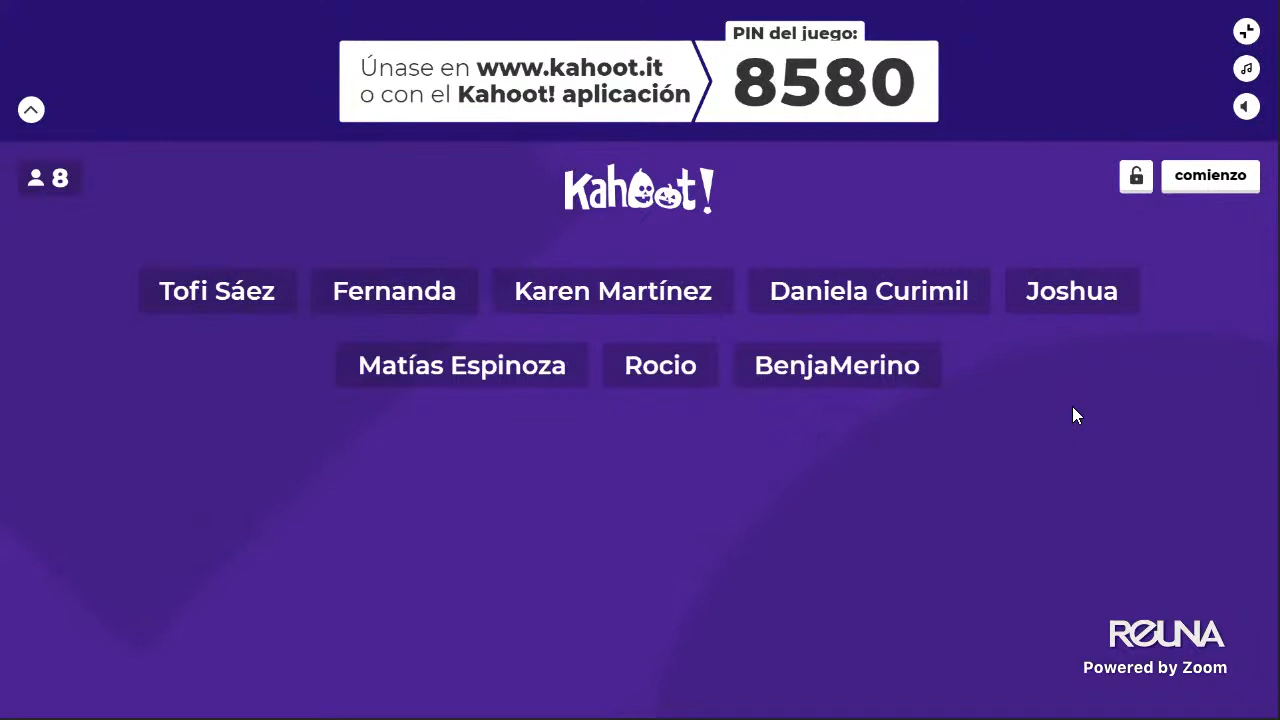 PIN del juego:
Únase en www.kahoot.it
o con el Kahoot! aplicación
8580
8
Kahoot!
comienzo
Tofi Sáez
Fernanda
Karen Martínez
Daniela Curimil
Joshua
Matías Espinoza
Rocio
BenjaMerino
REUNA
Powered by Zoom